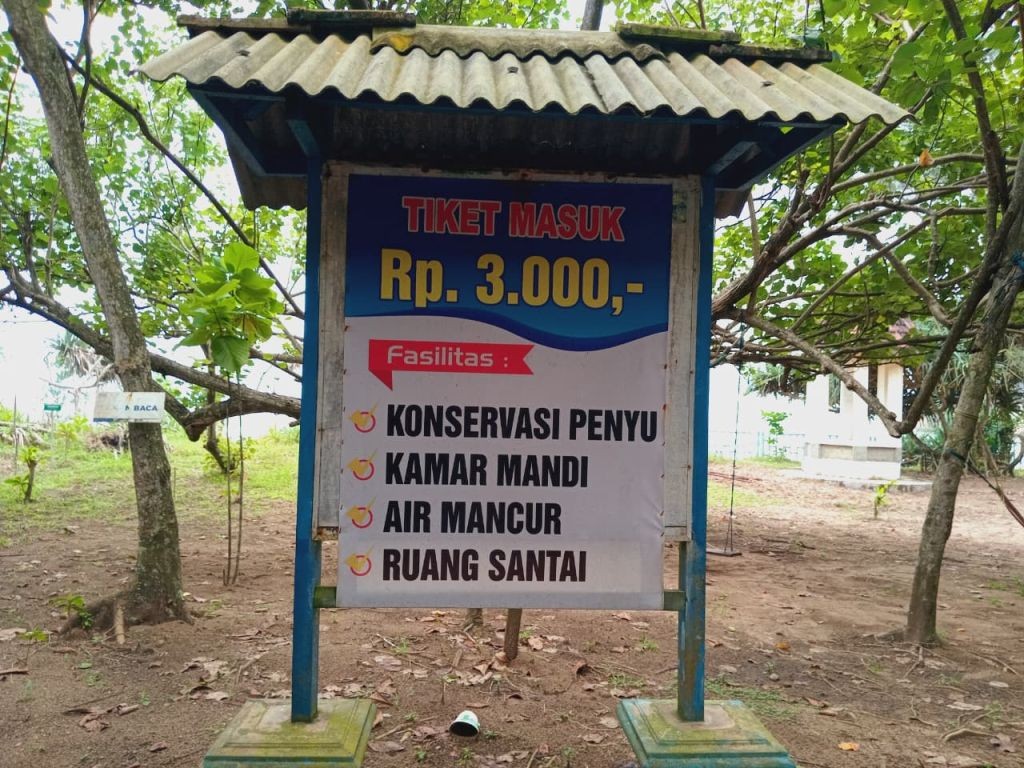 TIKET MASUK
Rp. 3.000,-
Fasilitas :
KONSERVASI PENYU
KAMAR MANDI
AIR MANCUR
RUANG SANTAI
BACA